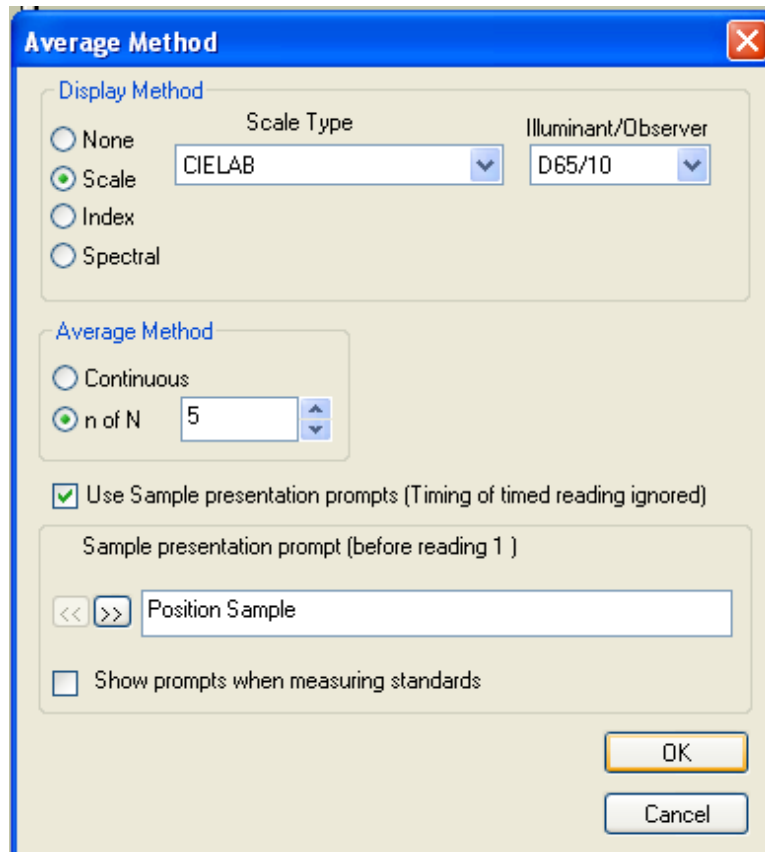 Average Method
Display Method
Scale Type
Illuminant/Observer
None
CIELAB
D65/10
Scale
Index
Spectral
Average Method
Continuous
n of N
5
Use Sample presentation prompts (Timing of timed reading ignored)
Sample presentation prompt (before reading 1 )
<< >> Position Sample
Show prompts when measuring standards
OK
Cancel